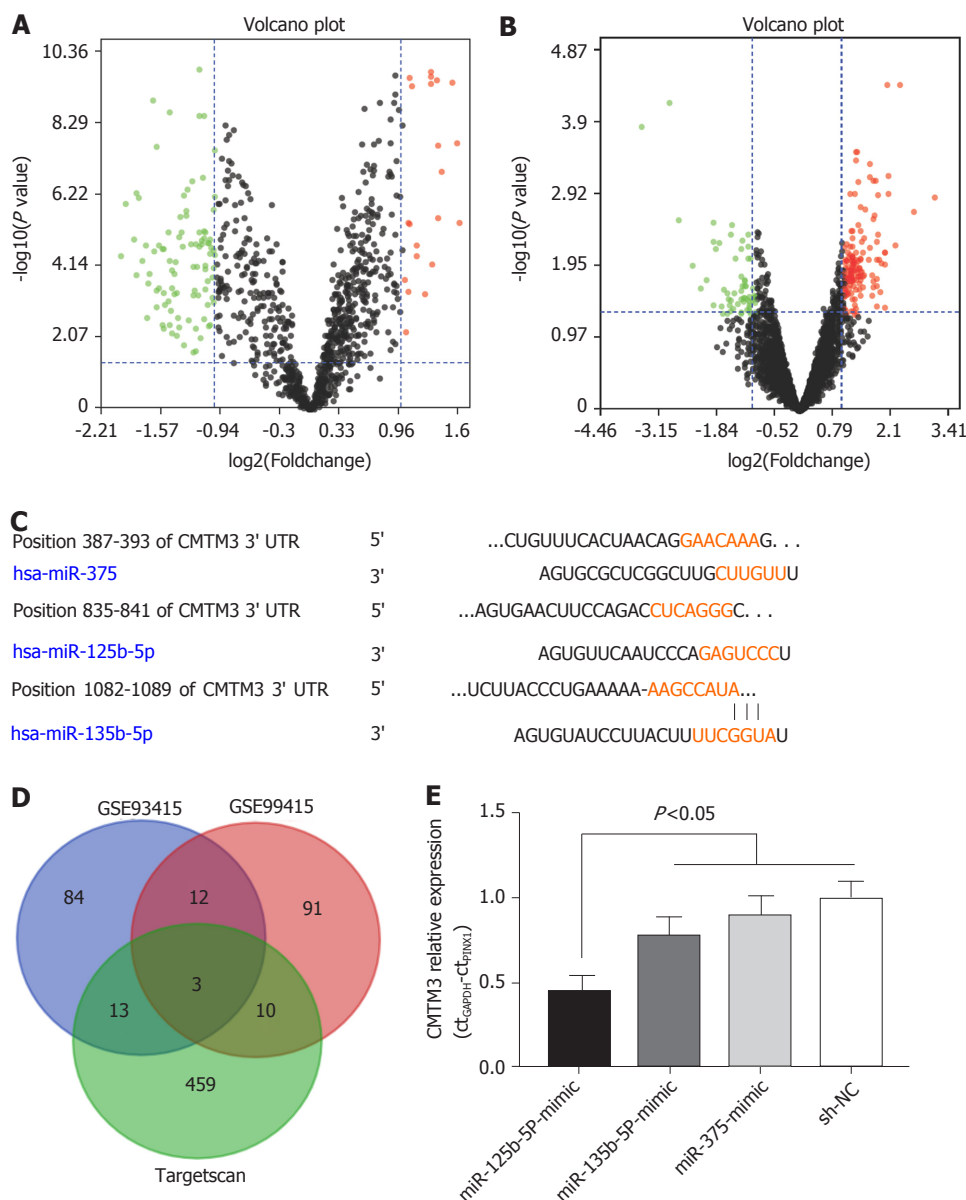 A
Volcano plot
10.36
8.29
6.22
4.14
2.07
0
-log10(P value)
-2.21 -1.57 -0.94 -0.3 0.33 0.96 1.6
log2(Foldchange)
B
Volcano plot
4.87
3.9
2.92
1.95
0.97
0
-log10(P value)
-4.46 -3.15 -1.84 -0.52 0.79 2.1 3.41
log2(Foldchange)
C
Position 387-393 of CMTM3 3' UTR 5' ...CUGUUUCACUAACAGGAACAAAG. . .
hsa-miR-375 3' AGUGCGCUCGGCUUGCUUGUUU
Position 835-841 of CMTM3 3' UTR 5' ...AGUGAACUUCCAGACCUCAGGGC. . .
hsa-miR-125b-5p 3' AGUGUUCAAUCCCAGAGUCCCU
Position 1082-1089 of CMTM3 3' UTR 5' ...UCUUACCCUGAAAAA-AAGCCAUA...
hsa-miR-135b-5p 3' AGUGUAUCCUUACUUUUCGGUAU
D
GSE93415
GSE99415
84
12
91
3
13
10
459
Targetscan
E
CMTM3 relative expression
(ctGAPDH-ctPINX1)
1.5
1.0
0.5
0.0
P<0.05
miR-125b-5P-mimic
miR-135b-5P-mimic
miR-375-mimic
sh-NC